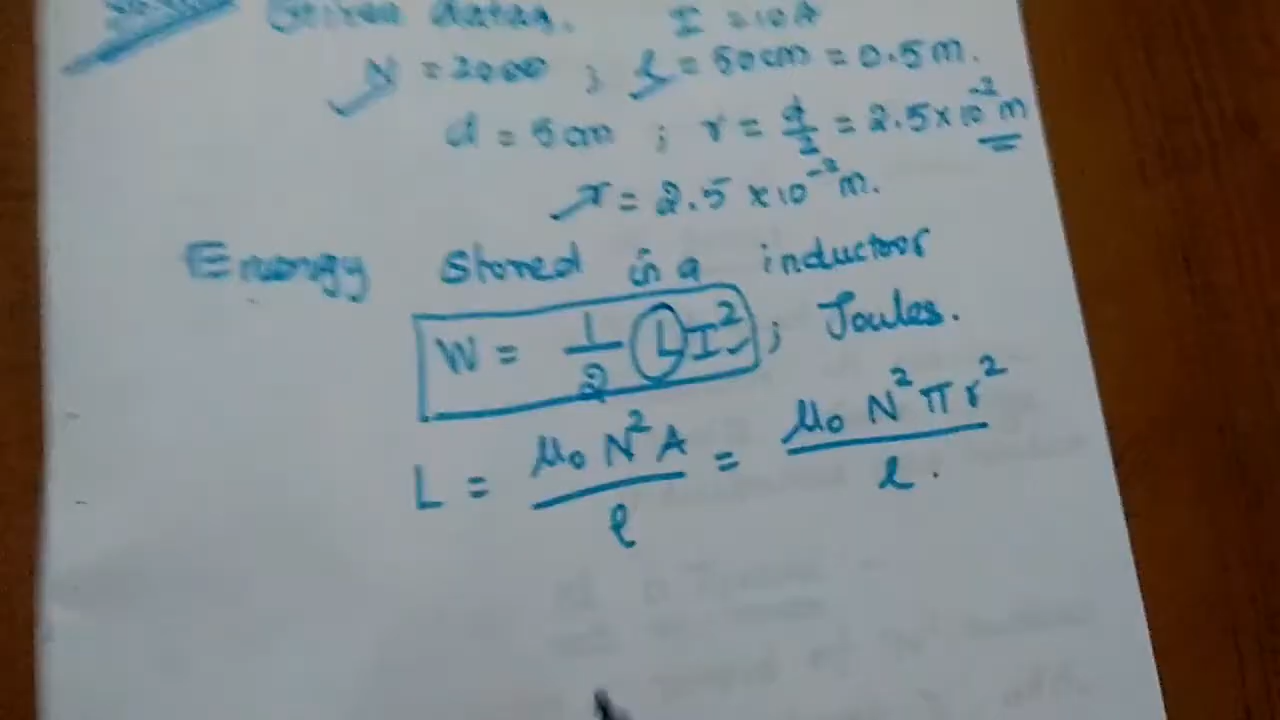 Given datas. I = 10A
N = 2000 ; l = 50cm = 0.5m.
d = 5cm ; r = d/2 = 2.5×10⁻²m
r = 2.5 ×10⁻²m.
Energy stored in a inductor
W = 1/2 L I² ; Joules.
L = μ₀ N² A / l = μ₀ N² π r² / l .